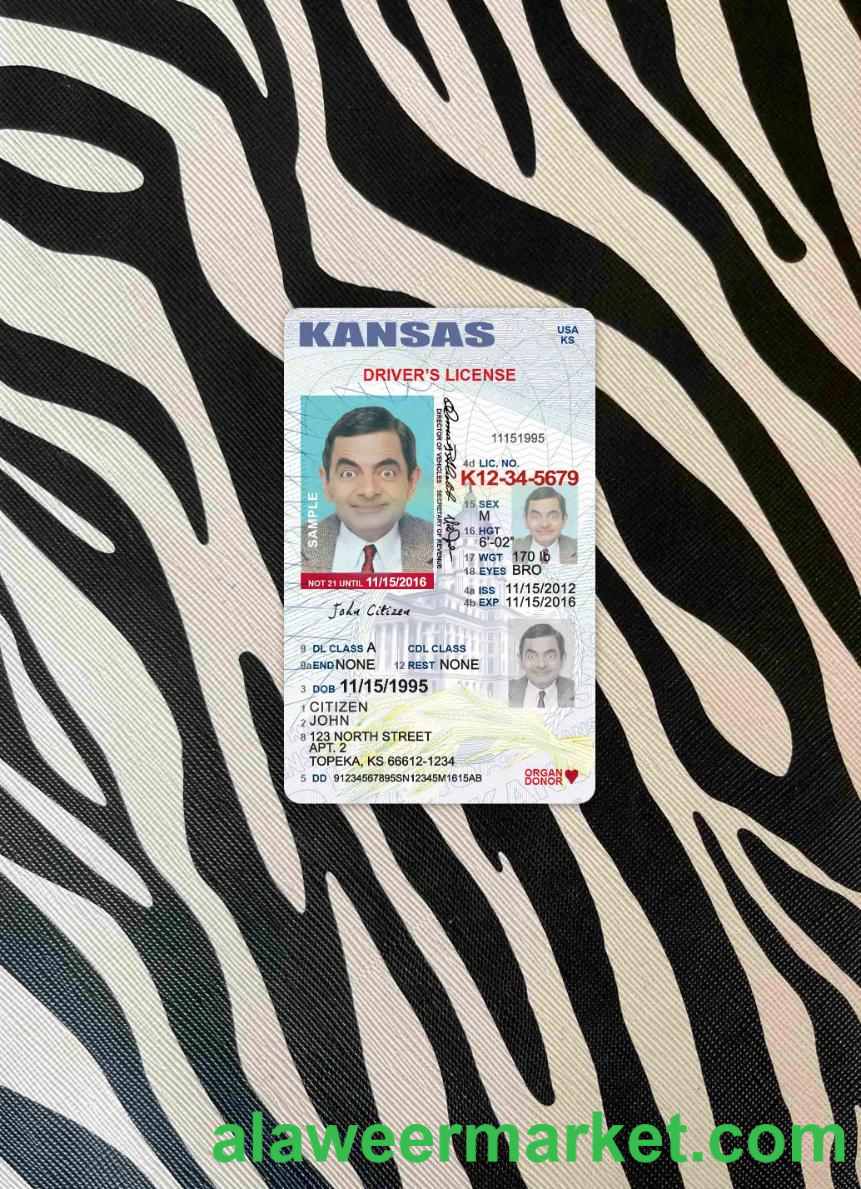 KANSAS
USA
KS
DRIVER'S LICENSE
DIRECTOR OF VEHICLES SECRETARY OF REVENUE
11151995
4d LIC. NO.
K12-34-5679
15 SEX
M
16 HGT
6'-02"
17 WGT 170 lb
18 EYES BRO
4a ISS 11/15/2012
4b EXP 11/15/2016
SAMPLE
NOT 21 UNTIL 11/15/2016
John Citizen
9 DL CLASS A CDL CLASS
9a END NONE 12 REST NONE
3 DOB 11/15/1995
1 CITIZEN
2 JOHN
8 123 NORTH STREET
APT. 2
TOPEKA, KS 66612-1234
5 DD 91234567895SN12345M1615AB
ORGAN
DONOR
alaweermarket.com